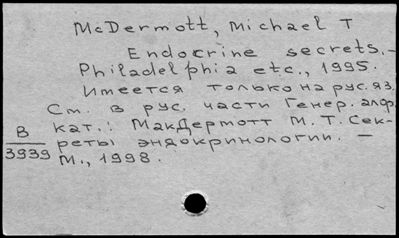 McDermott, Michael T
Endocrine secrets.–
Philadelphia etc., 1995.
Имеется только на рус. яз.
См. в рус. части Генер. алф.
кат.: МакДермотт М.Т. Сек-
реты эндокринологии. –
М., 1998.
В
3939